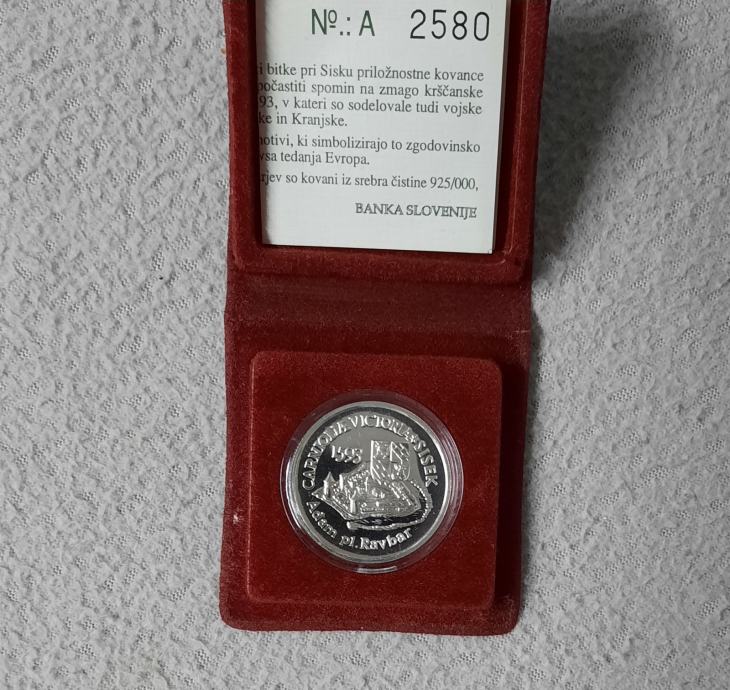 Nº.: A 2580
i bitke pri Sisku priložnostne kovance
počastiti spomin na zmago krščanske
93, v kateri so sodelovale tudi vojske
ke in Kranjske.
otivi, ki simbolizirajo to zgodovinsko
vsa tedanja Evropa.
rjev so kovani iz srebra čistine 925/000,
BANKA SLOVENIJE
CARNIOLIA VICTORIA SISEK
1593
Adam pl. Ravbar